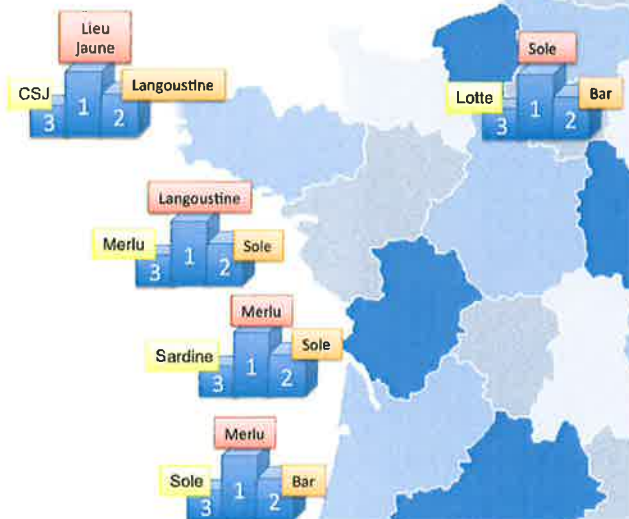 Lieu
Jaune
CSJ
Langoustine
1
2
3
Sole
Lotte
Bar
1
2
3
Langoustine
Merlu
Sole
1
2
3
Merlu
Sardine
Sole
1
2
3
Merlu
Sole
Bar
1
2
3